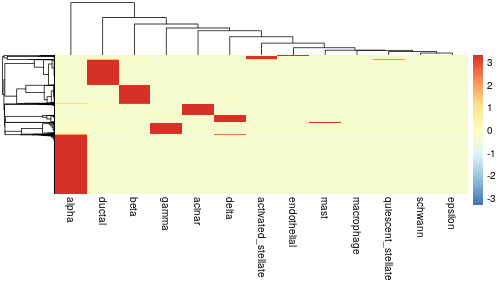 3
2
1
0
-1
-2
-3
alpha
ductal
beta
gamma
acinar
delta
activated_stellate
endothelial
mast
macrophage
quiescent_stellate
schwann
epsilon